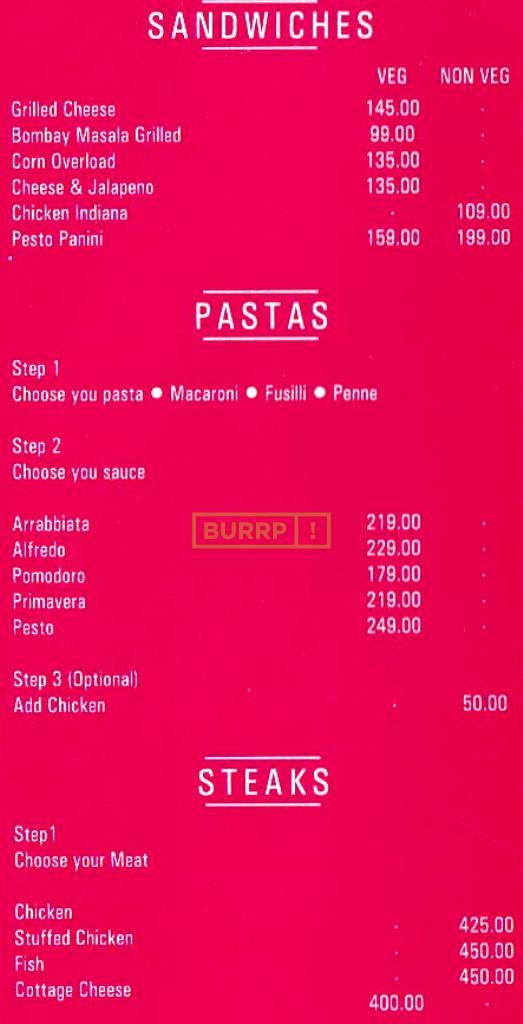 SANDWICHES
VEG NON VEG
Grilled Cheese 145.00 -
Bombay Masala Grilled 99.00 -
Corn Overload 135.00 -
Cheese & Jalapeno 135.00 -
Chicken Indiana - 109.00
Pesto Panini 159.00 199.00
PASTAS
Step 1
Choose you pasta ● Macaroni ● Fusilli ● Penne
Step 2
Choose you sauce
Arrabbiata 219.00 -
Alfredo 229.00 -
Pomodoro 179.00 -
Primavera 219.00 -
Pesto 249.00 -
BURRP!
Step 3 (Optional)
Add Chicken - 50.00
STEAKS
Step1
Choose your Meat
Chicken - 425.00
Stuffed Chicken - 450.00
Fish - 450.00
Cottage Cheese 400.00 -